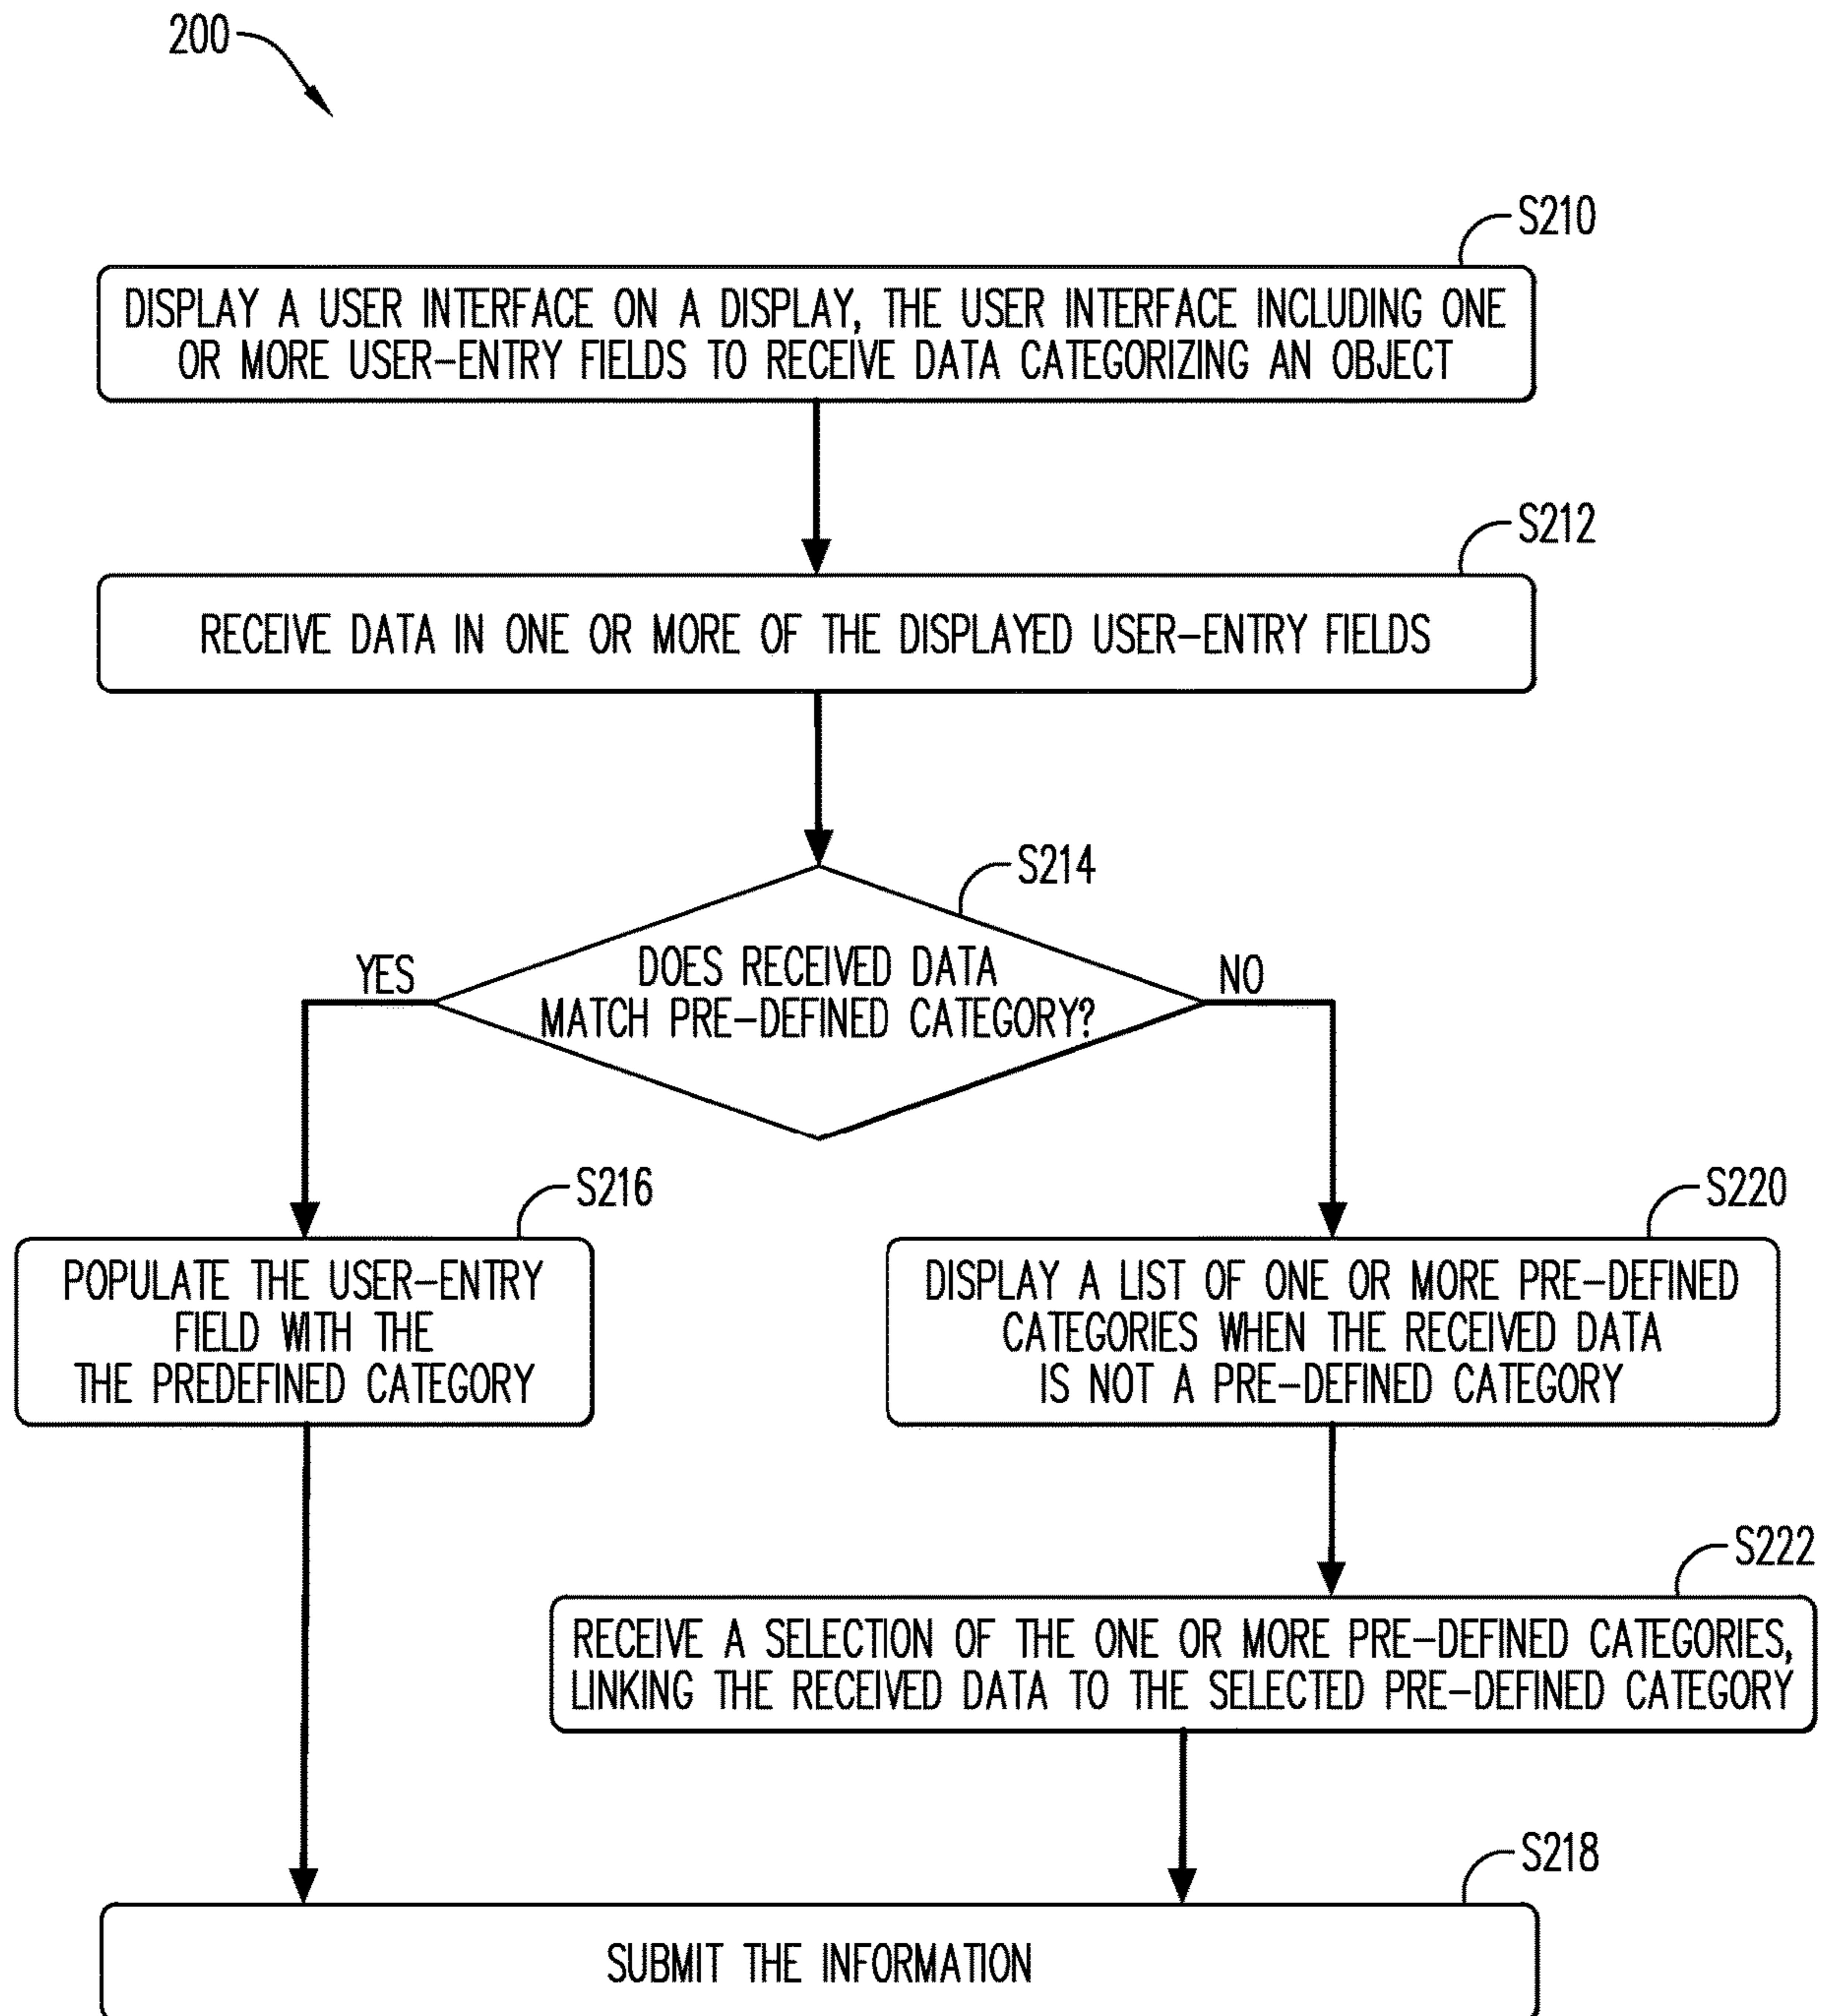 200
S210
DISPLAY A USER INTERFACE ON A DISPLAY, THE USER INTERFACE INCLUDING ONE
OR MORE USER-ENTRY FIELDS TO RECEIVE DATA CATEGORIZING AN OBJECT
S212
RECEIVE DATA IN ONE OR MORE OF THE DISPLAYED USER-ENTRY FIELDS
S214
DOES RECEIVED DATA
MATCH PRE-DEFINED CATEGORY?
YES
NO
S216
POPULATE THE USER-ENTRY
FIELD WITH THE
THE PREDEFINED CATEGORY
S220
DISPLAY A LIST OF ONE OR MORE PRE-DEFINED
CATEGORIES WHEN THE RECEIVED DATA
IS NOT A PRE-DEFINED CATEGORY
S222
RECEIVE A SELECTION OF THE ONE OR MORE PRE-DEFINED CATEGORIES,
LINKING THE RECEIVED DATA TO THE SELECTED PRE-DEFINED CATEGORY
S218
SUBMIT THE INFORMATION